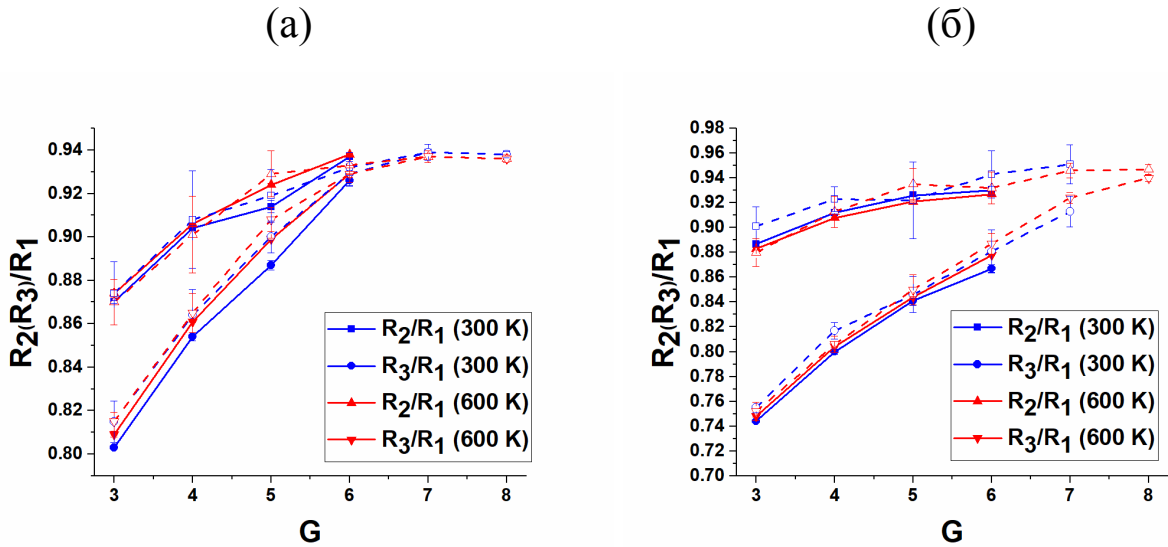 (а)
(б)
R2(R3)/R1
0.94
0.92
0.90
0.88
0.86
0.84
0.82
0.80
3 4 5 6 7 8
G
R2/R1 (300 K)
R3/R1 (300 K)
R2/R1 (600 K)
R3/R1 (600 K)
R2(R3)/R1
0.98
0.96
0.94
0.92
0.90
0.88
0.86
0.84
0.82
0.80
0.78
0.76
0.74
0.72
0.70
3 4 5 6 7 8
G
R2/R1 (300 K)
R3/R1 (300 K)
R2/R1 (600 K)
R3/R1 (600 K)